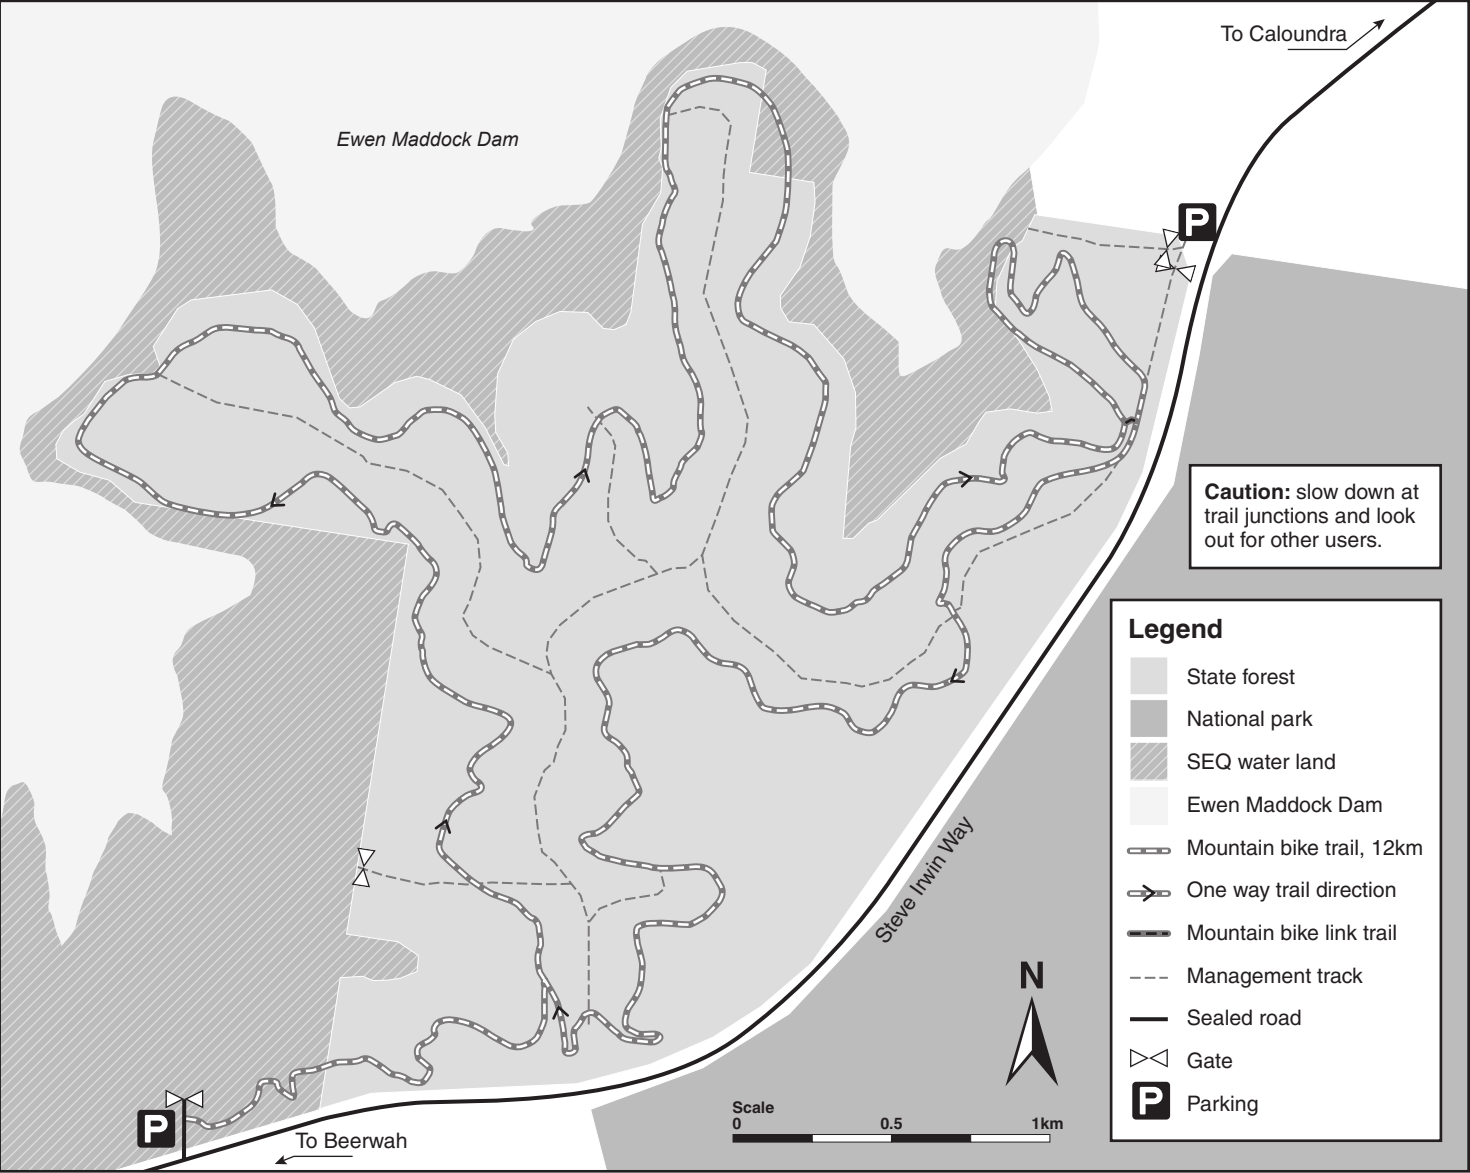 To Caloundra
Ewen Maddock Dam
P
Caution: slow down at
trail junctions and look
out for other users.
Legend
State forest
National park
SEQ water land
Ewen Maddock Dam
Mountain bike trail, 12km
One way trail direction
Mountain bike link trail
Management track
Sealed road
Gate
P Parking
Steve Irwin Way
N
Scale
0 0.5 1km
P
To Beerwah